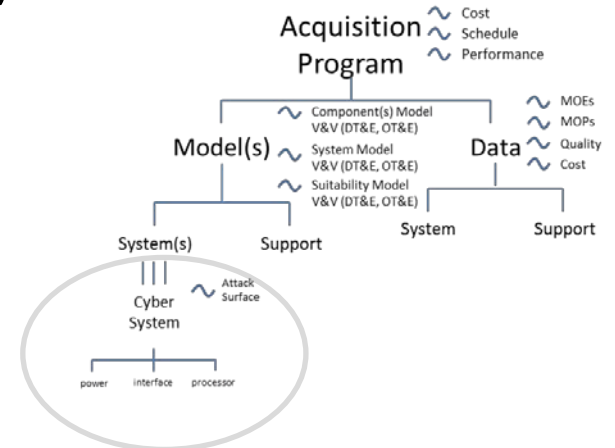 Acquisition
Program
Cost
Schedule
Performance
Component(s) Model
V&V (DT&E, OT&E)
System Model
V&V (DT&E, OT&E)
Suitability Model
V&V (DT&E, OT&E)
Model(s)
Data
MOEs
MOPs
Quality
Cost
System(s)
Support
System
Support
Cyber
System
Attack
Surface
power
interface
processor